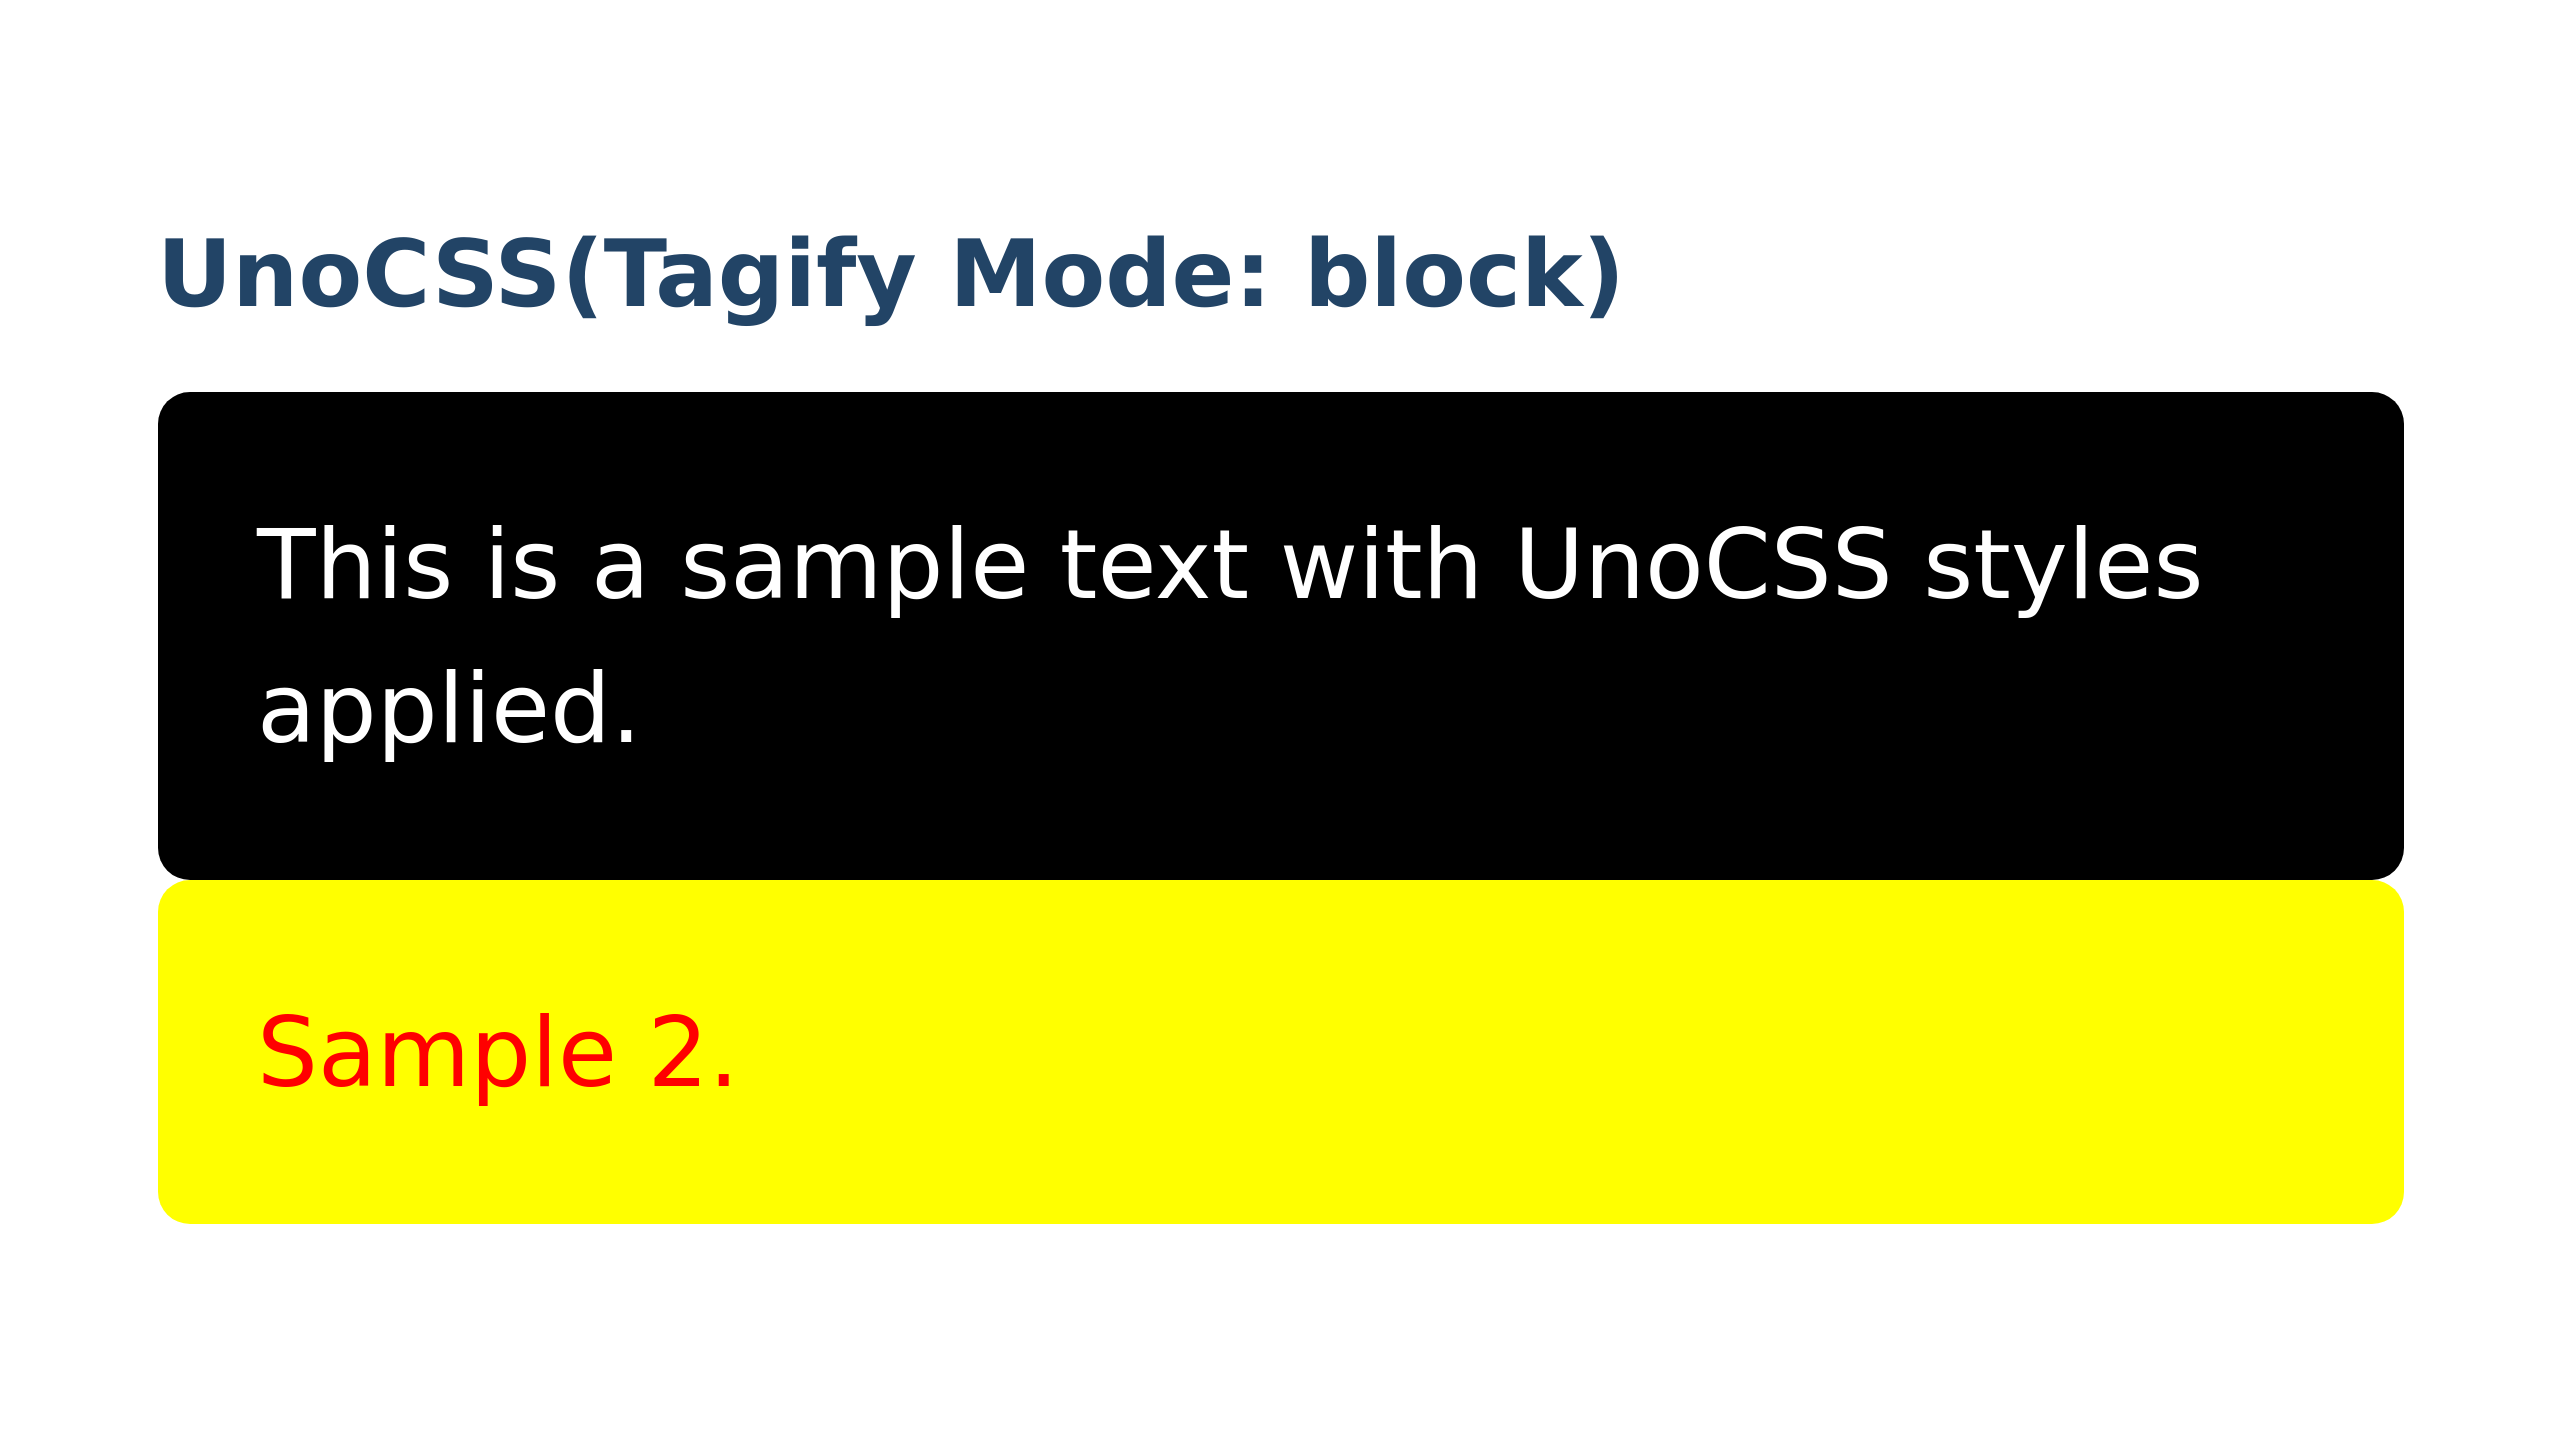 UnoCSS(Tagify Mode: block)
This is a sample text with UnoCSS styles
applied.
Sample 2.